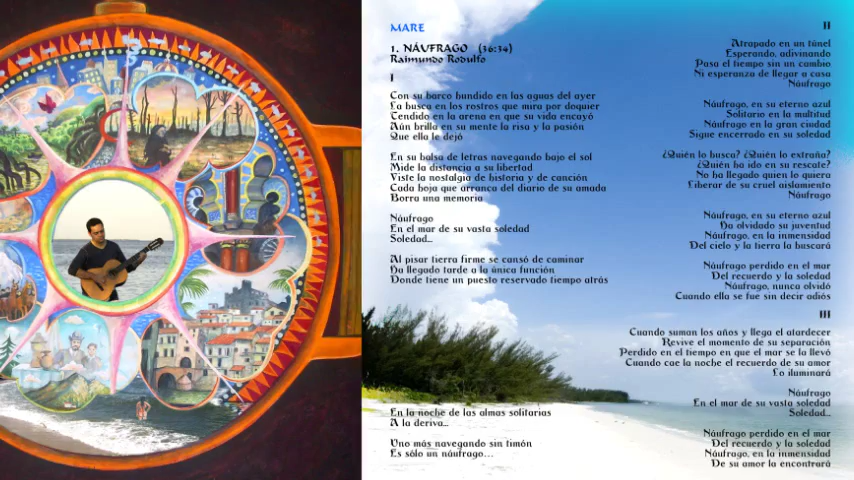 MARE
1. NÁUFRAGO (36:34)
Raimundo Rodulfo
I
Con su barco hundido en las aguas del ayer
La busca en los rostros que mira por doquier
Tendido en la arena en que su vida encayó
Aún brilla en su mente la risa y la pasión
Que ella le dejó
En su balsa de letras navegando bajo el sol
Mide la distancia a su libertad
Viste la nostalgia de historia y de canción
Cada hoja que arranca del diario de su amada
Borra una memoria
Náufrago
En el mar de su vasta soledad
Soledad...
Al pisar tierra firme se cansó de caminar
Ha llegado tarde a la única función
Donde tiene un puesto reservado tiempo atrás
En la noche de las almas solitarias
A la deriva...
Uno más navegando sin timón
Es sólo un náufrago...
II
Atrapado en un túnel
Esperando, adivinando
Pasa el tiempo sin un cambio
Ni esperanza de llegar a casa
Náufrago
Náufrago, en su eterno azul
Solitario en la multitud
Náufrago en la gran ciudad
Sigue encerrado en su soledad
¿Quién lo busca? ¿Quién lo extraña?
¿Quién ha ido en su rescate?
No ha llegado quien lo quiera
Liberar de su cruel aislamiento
Náufrago
Náufrago, en su eterno azul
Ha olvidado su juventud
Náufrago, en la inmensidad
Del cielo y la tierra la buscará
Náufrago perdido en el mar
Del recuerdo y la soledad
Náufrago, nunca olvidó
Cuando ella se fue sin decir adiós
III
Cuando suman los años y llega el atardecer
Revive el momento de su separación
Perdido en el tiempo en que el mar se la llevó
Cuando cae la noche el recuerdo de su amor
Lo iluminará
Náufrago
En el mar de su vasta soledad
Soledad...
Náufrago perdido en el mar
Del recuerdo y la soledad
Náufrago, en la inmensidad
De su amor la encontrará